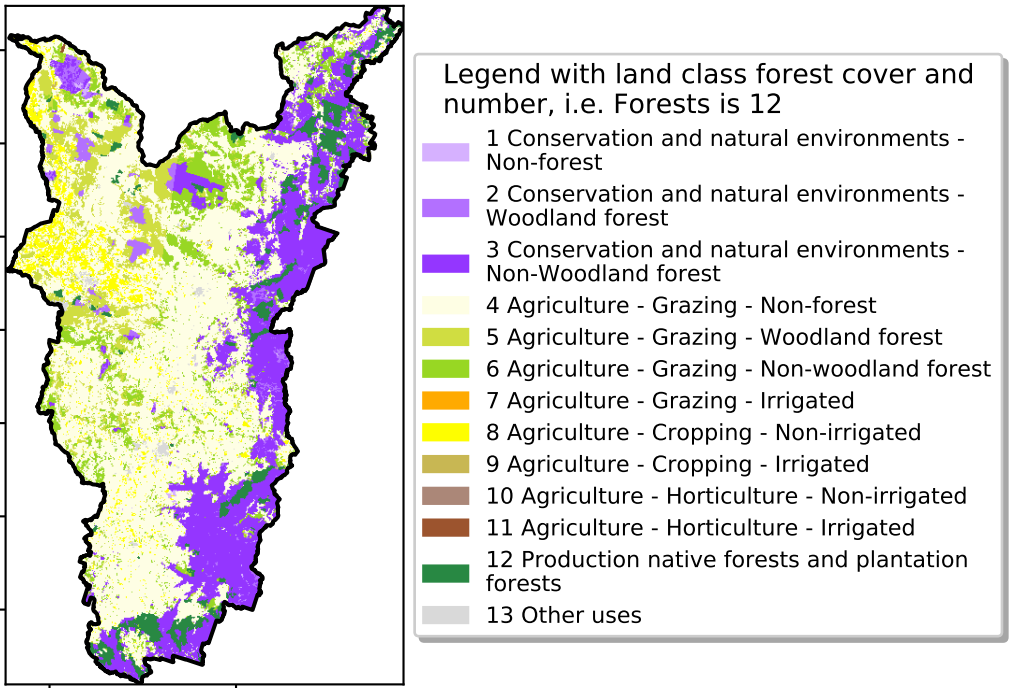 Legend with land class forest cover and
number, i.e. Forests is 12
1 Conservation and natural environments -
Non-forest
2 Conservation and natural environments -
Woodland forest
3 Conservation and natural environments -
Non-Woodland forest
4 Agriculture - Grazing - Non-forest
5 Agriculture - Grazing - Woodland forest
6 Agriculture - Grazing - Non-woodland forest
7 Agriculture - Grazing - Irrigated
8 Agriculture - Cropping - Non-irrigated
9 Agriculture - Cropping - Irrigated
10 Agriculture - Horticulture - Non-irrigated
11 Agriculture - Horticulture - Irrigated
12 Production native forests and plantation
forests
13 Other uses